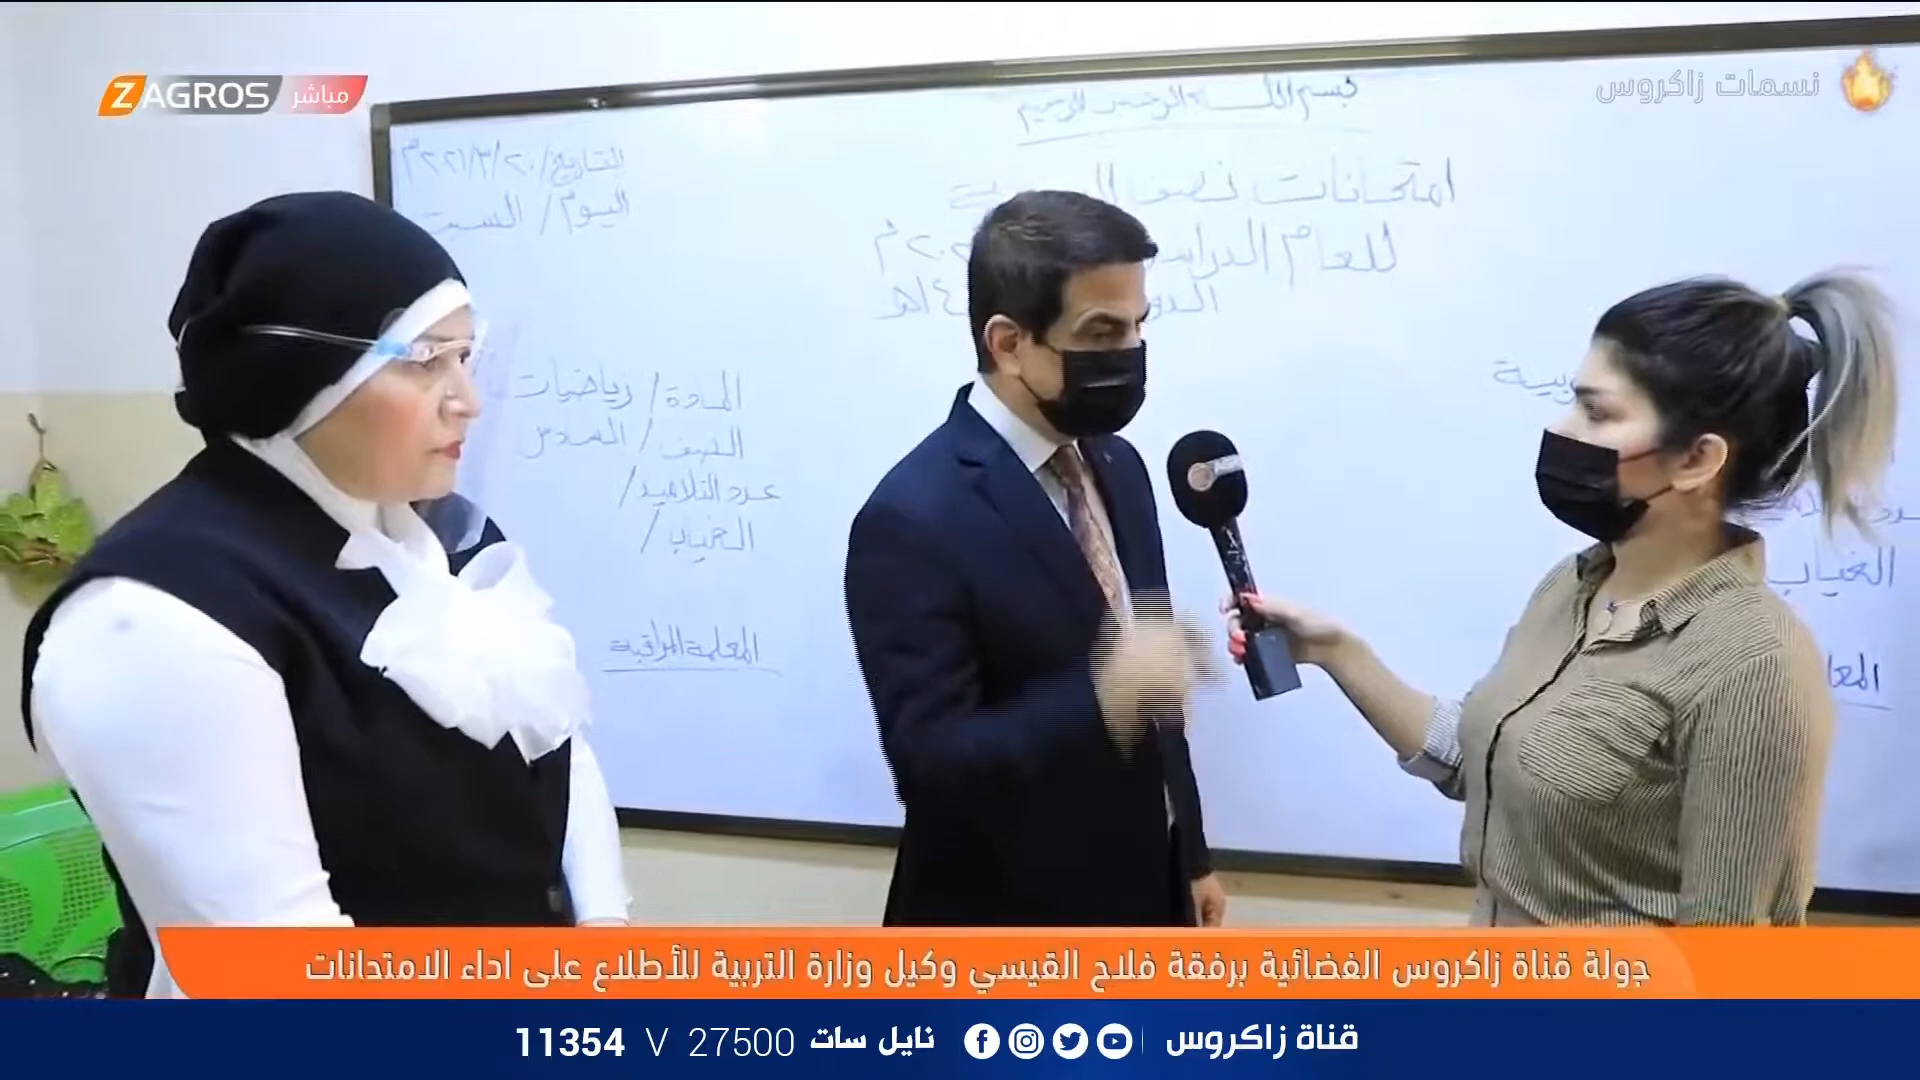 ZAGROS مباشر
نسمات زاكروس
بسم الله الرحمن الرحيم
التاريخ/ ٢٠٢١/٣/٢٠م
اليوم/ السبت
امتحانات نصف
للعام
المادة/ رياضيات
الصف/ السادس
عدد التلاميذ/
الغياب/
المعلمة المراقبة
الغياب
جولة قناة زاكروس الفضائية برفقة فلاح القيسي وكيل وزارة التربية للأطلاع على اداء الامتحانات
قناة زاكروس
نايل سات 27500 V 11354